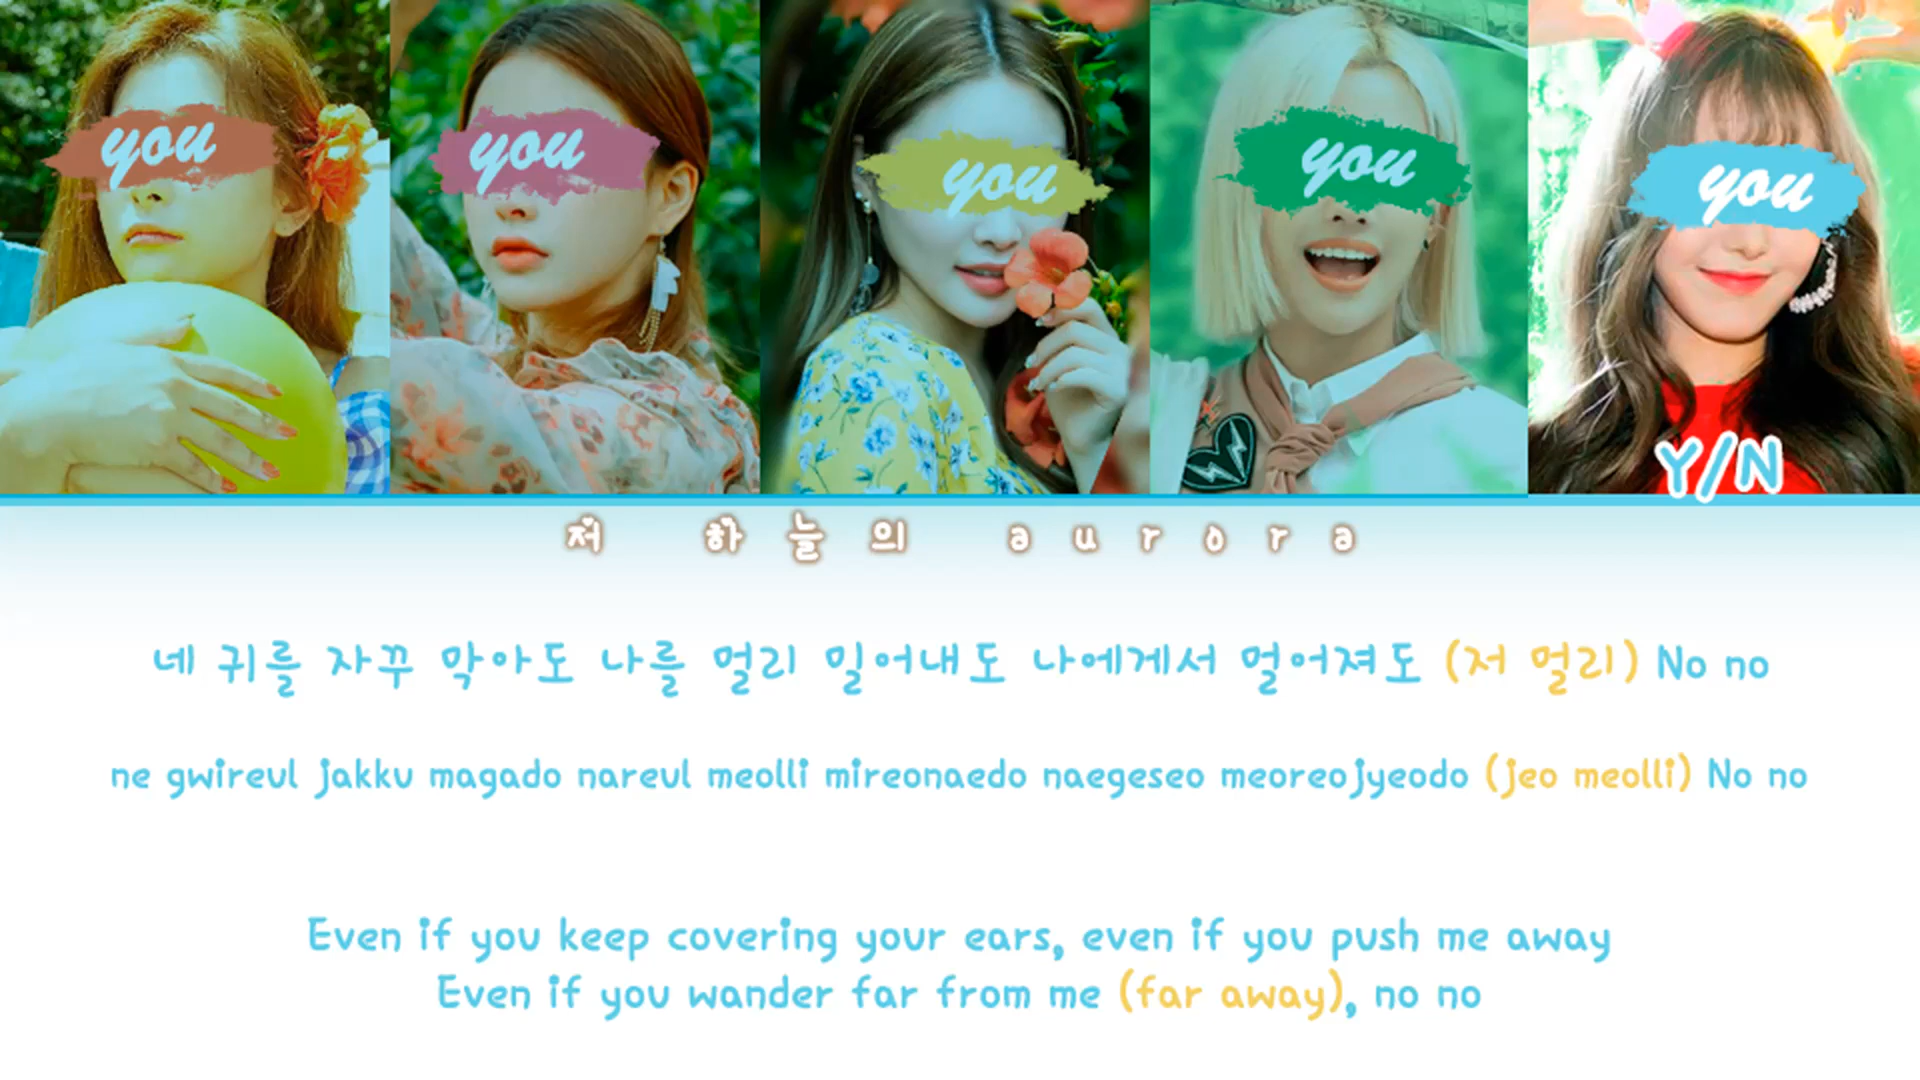 you you you you you
Y/N
저 하늘의 aurora
네 귀를 자꾸 막아도 나를 멀리 밀어내도 나에게서 멀어져도 (저 멀리) No no
ne gwireul jakku magado nareul meolli mireonaedo naegeseo meoreojyeodo (jeo meolli) No no
Even if you keep covering your ears, even if you push me away
Even if you wander far from me (far away), no no